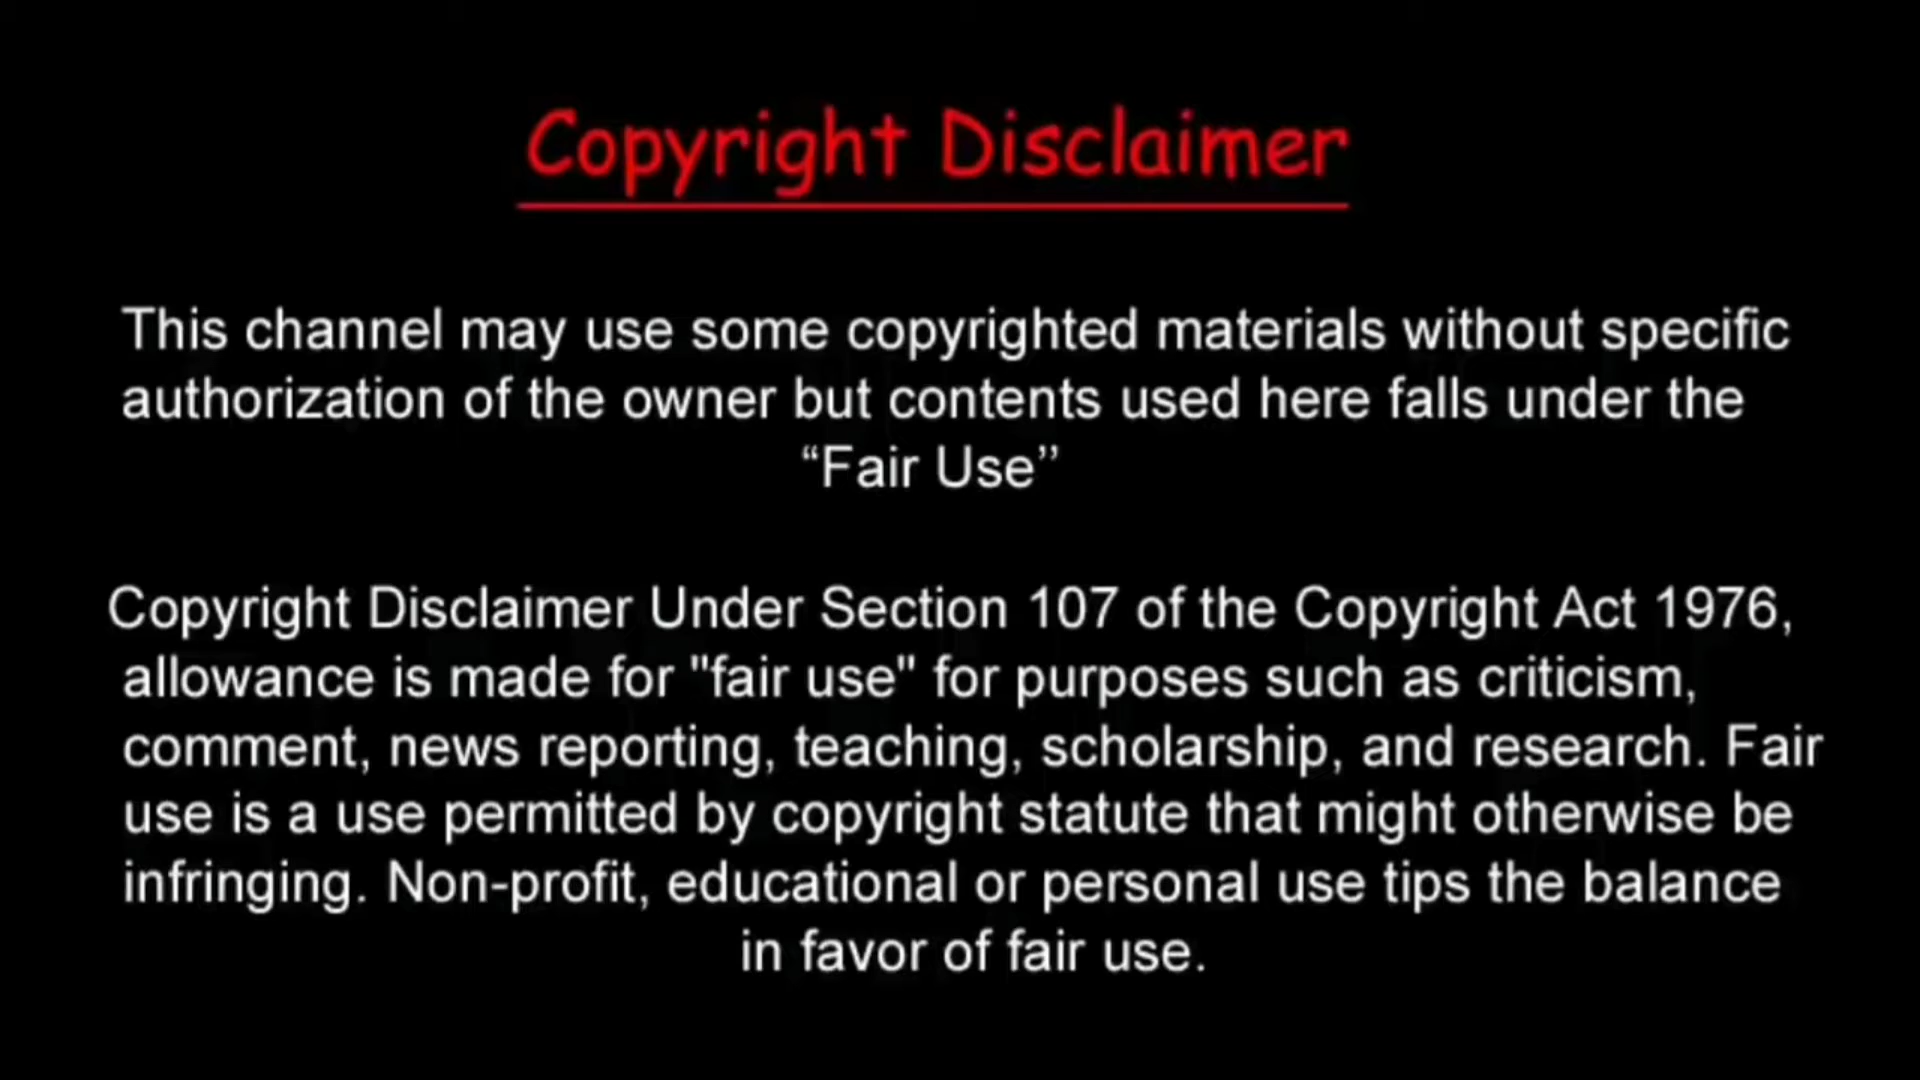 Copyright Disclaimer
This channel may use some copyrighted materials without specific
authorization of the owner but contents used here falls under the
“Fair Use’’
Copyright Disclaimer Under Section 107 of the Copyright Act 1976,
allowance is made for "fair use" for purposes such as criticism,
comment, news reporting, teaching, scholarship, and research. Fair
use is a use permitted by copyright statute that might otherwise be
infringing. Non-profit, educational or personal use tips the balance
in favor of fair use.